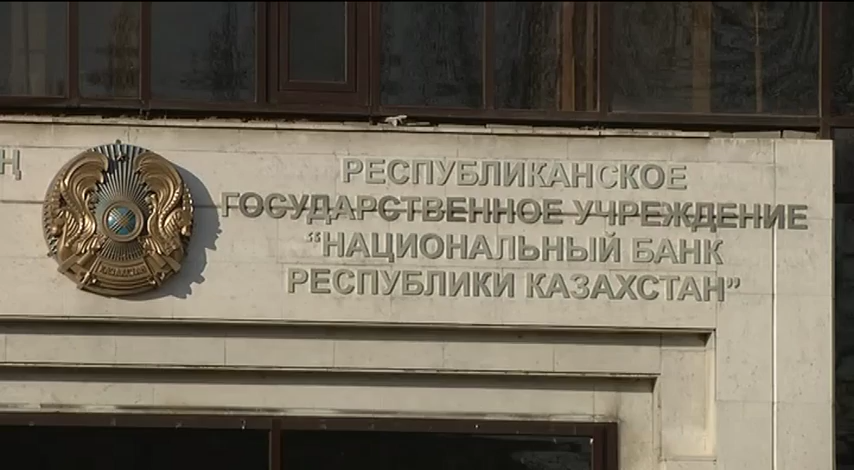 РЕСПУБЛИКАНСКОЕ
ГОСУДАРСТВЕННОЕ УЧРЕЖДЕНИЕ
“НАЦИОНАЛЬНЫЙ БАНК
РЕСПУБЛИКИ КАЗАХСТАН”